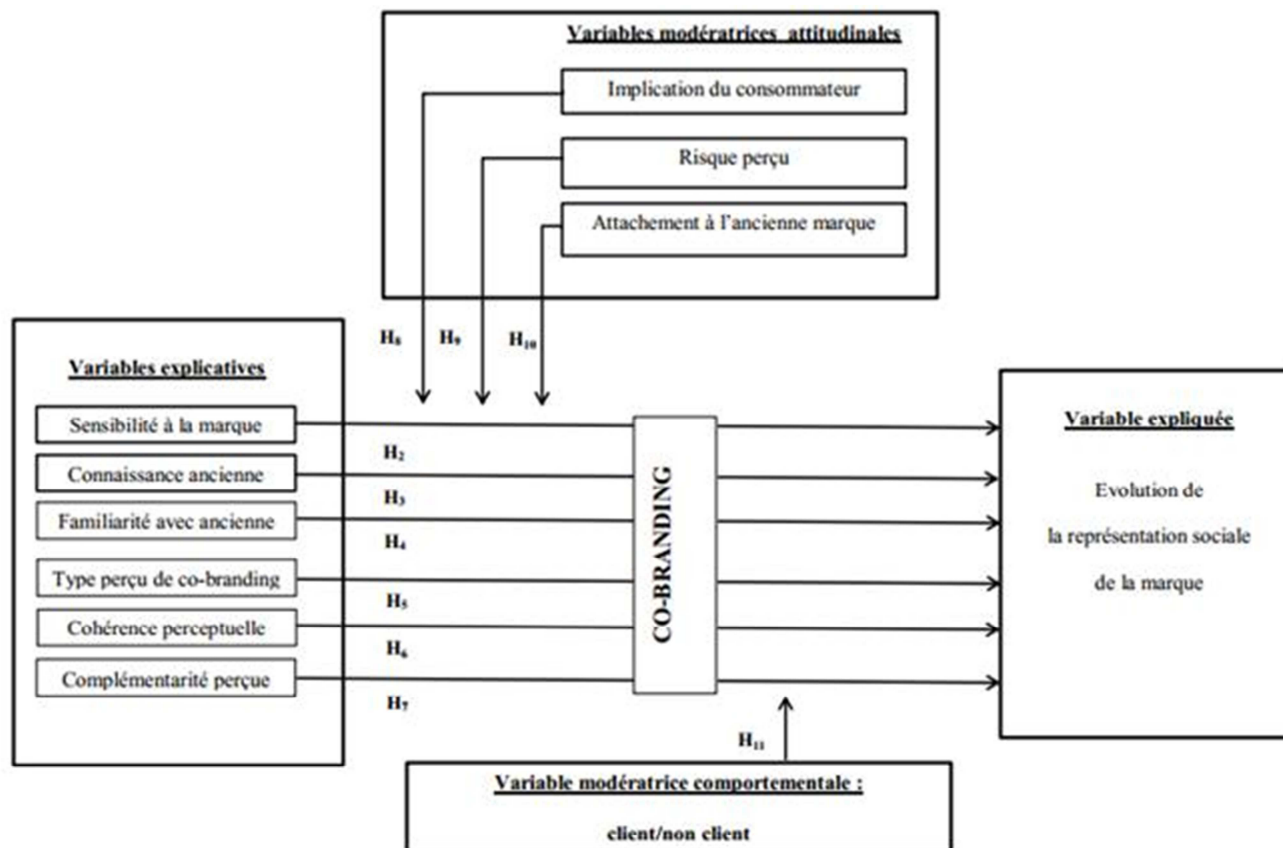 Variables modératrices attitudinales
Implication du consommateur
Risque perçu
Attachement à l'ancienne marque
H₈ H₉ H₁₀
Variables explicatives
Sensibilité à la marque
Connaissance ancienne
Familiarité avec ancienne
Type perçu de co-branding
Cohérence perceptuelle
Complémentarité perçue
H₂
H₃
H₄
H₅
H₆
H₇
CO-BRANDING
Variable expliquée
Evolution de
la représentation sociale
de la marque
H₁₁
Variable modératrice comportementale :
client/non client